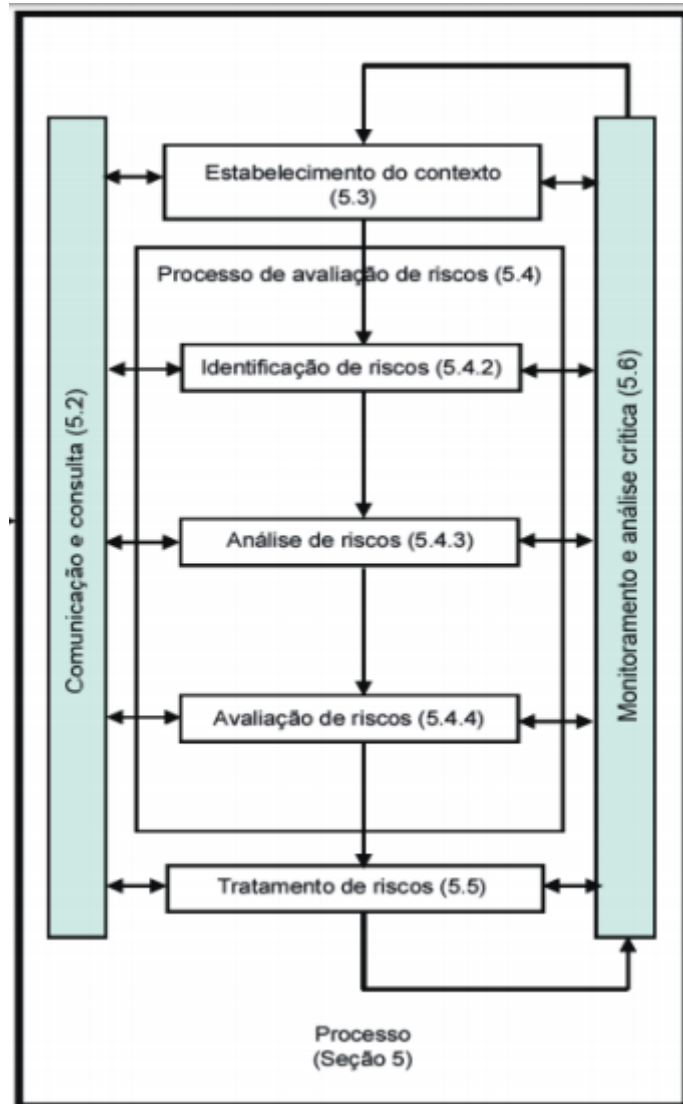 Estabelecimento do contexto
(5.3)
Processo de avaliação de riscos (5.4)
Identificação de riscos (5.4.2)
Análise de riscos (5.4.3)
Avaliação de riscos (5.4.4)
Tratamento de riscos (5.5)
Comunicação e consulta (5.2)
Monitoramento e análise crítica (5.6)
Processo
(Seção 5)